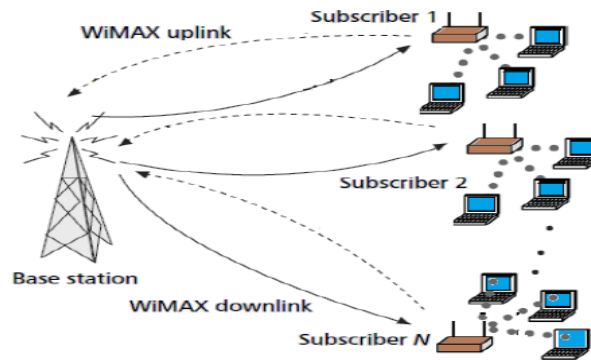 Subscriber 1
WiMAX uplink
Subscriber 2
Base station
WiMAX downlink
Subscriber N